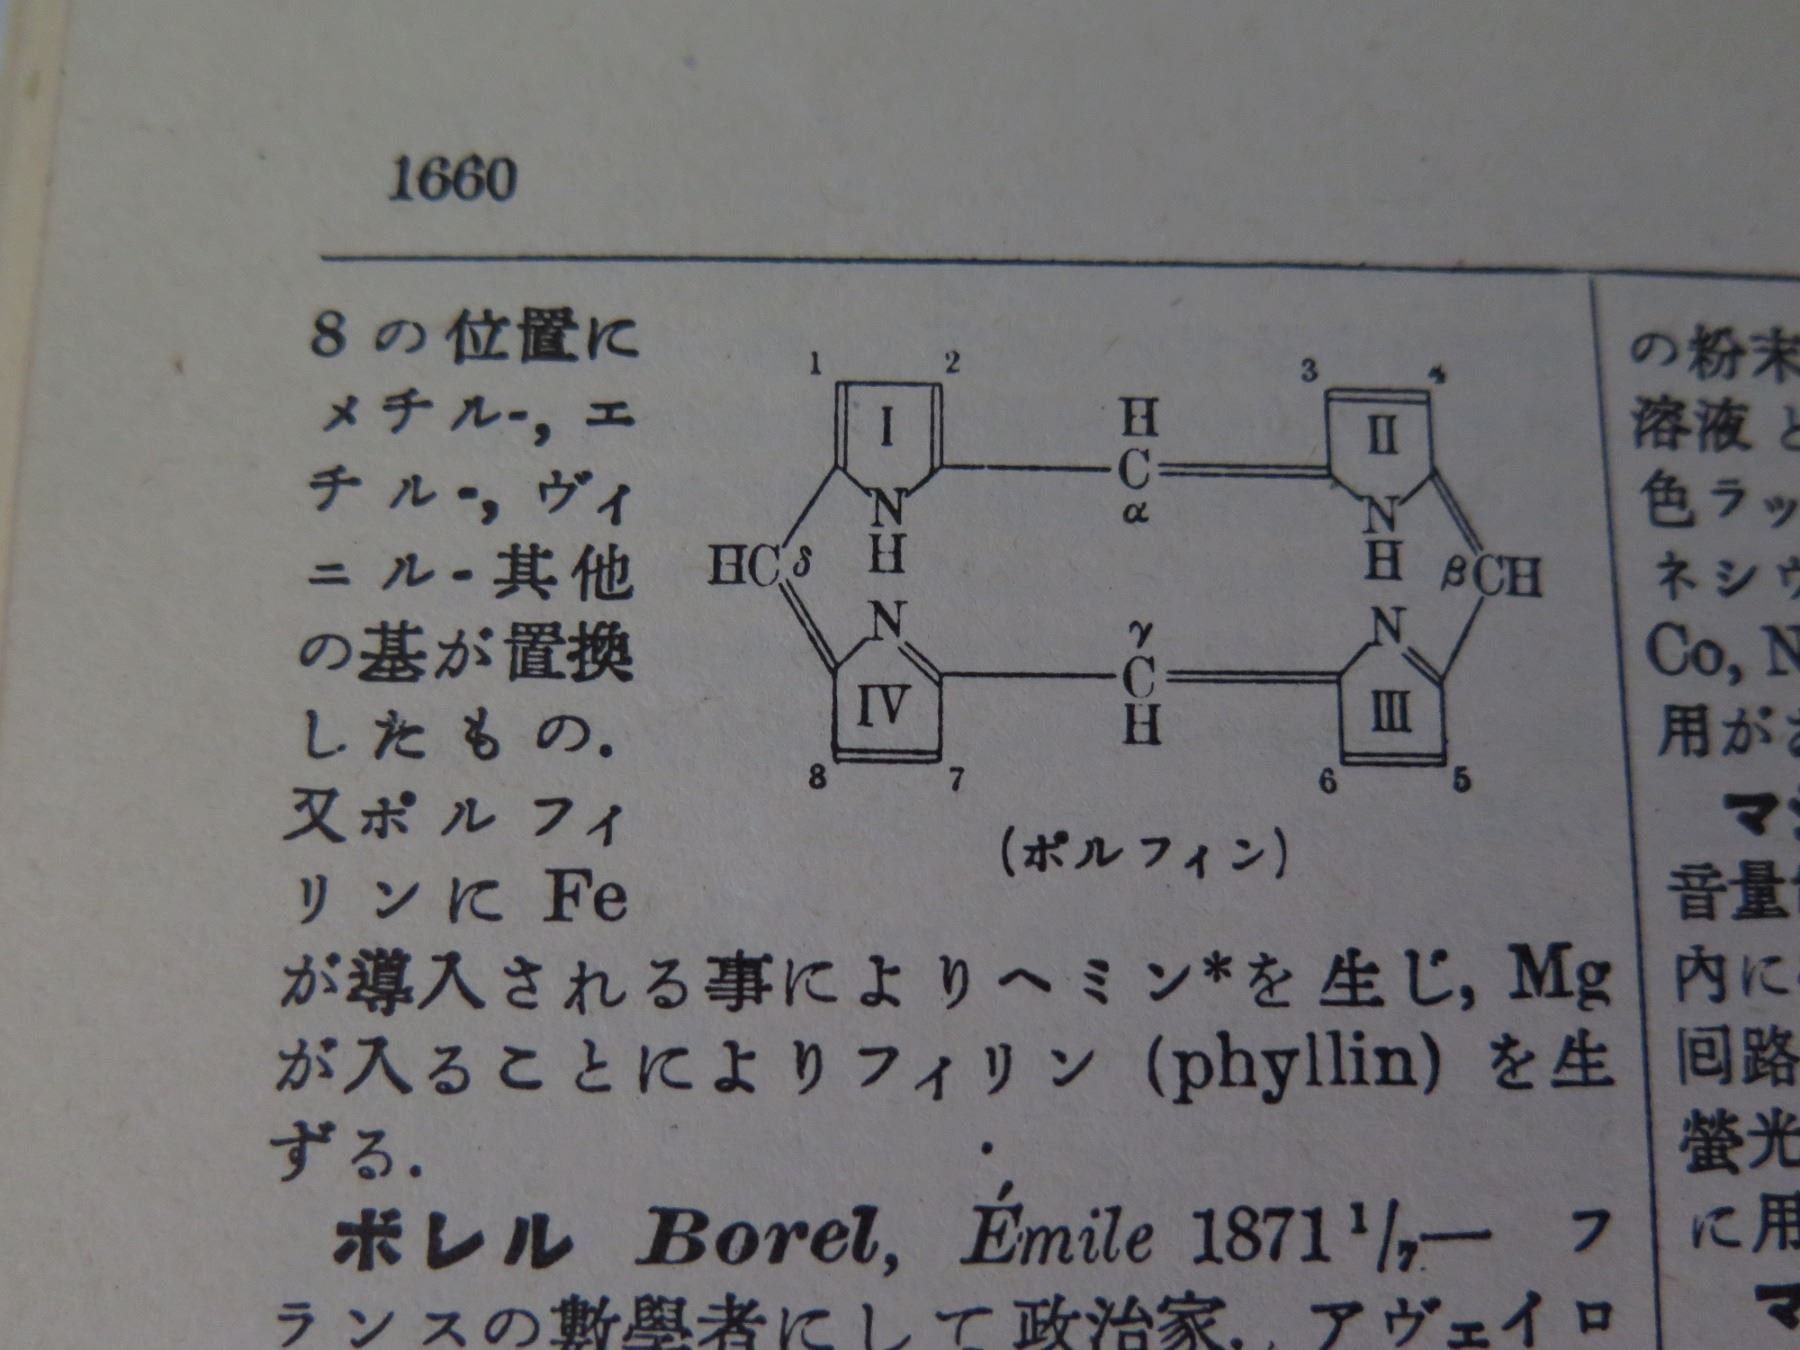 1660
8の位置に
メチル-, エ
チル-, ヴィ
ニル-其他
の基が置換
したもの.
又ポルフィ
リンに Fe
が導入される事によりヘミン*を生じ, Mg
が入ることによりフィリン (phyllin) を生
ずる.
1 2 3 4
I H II
C
α
N N
H H
HC δ β CH
N γ N
IV C III
H
8 7 6 5
(ポルフィン)
ボレル Borel, Émile 1871 1/7— フ
ランスの數學者にして政治家. アヴェイロ
の粉末
溶液と
色ラッ
ネシウ
Co, N
用があ
マ
音量
内に
回路
螢光
に用
マ